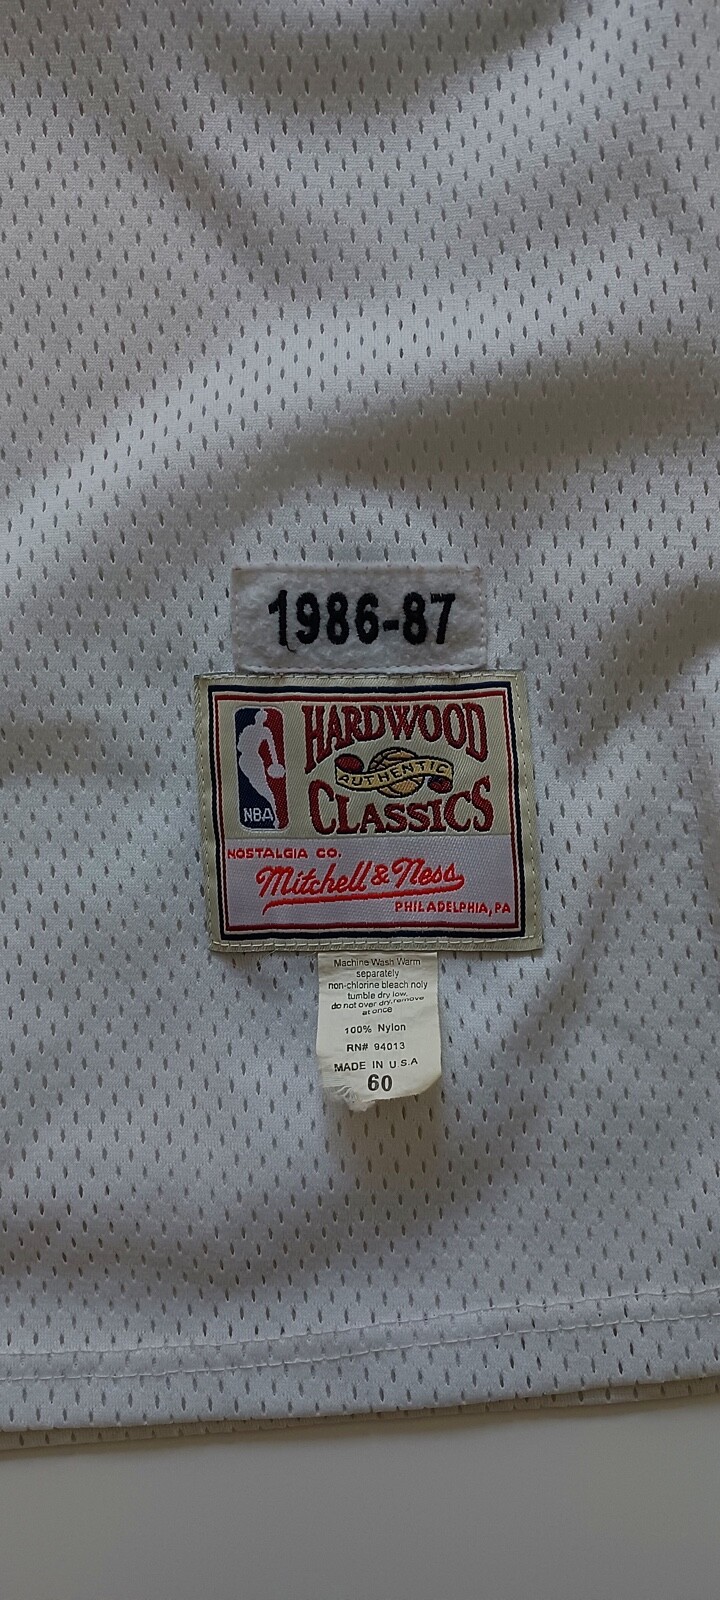 1986-87
HARDWOOD
AUTHENTIC
CLASSICS
NBA
NOSTALGIA CO.
Mitchell & Ness
PHILADELPHIA, PA
Machine Wash Warm
separately
non-chlorine bleach noly
tumble dry low,
do not over dry,remove
at once
100% Nylon
RN# 94013
MADE IN U.S.A
60